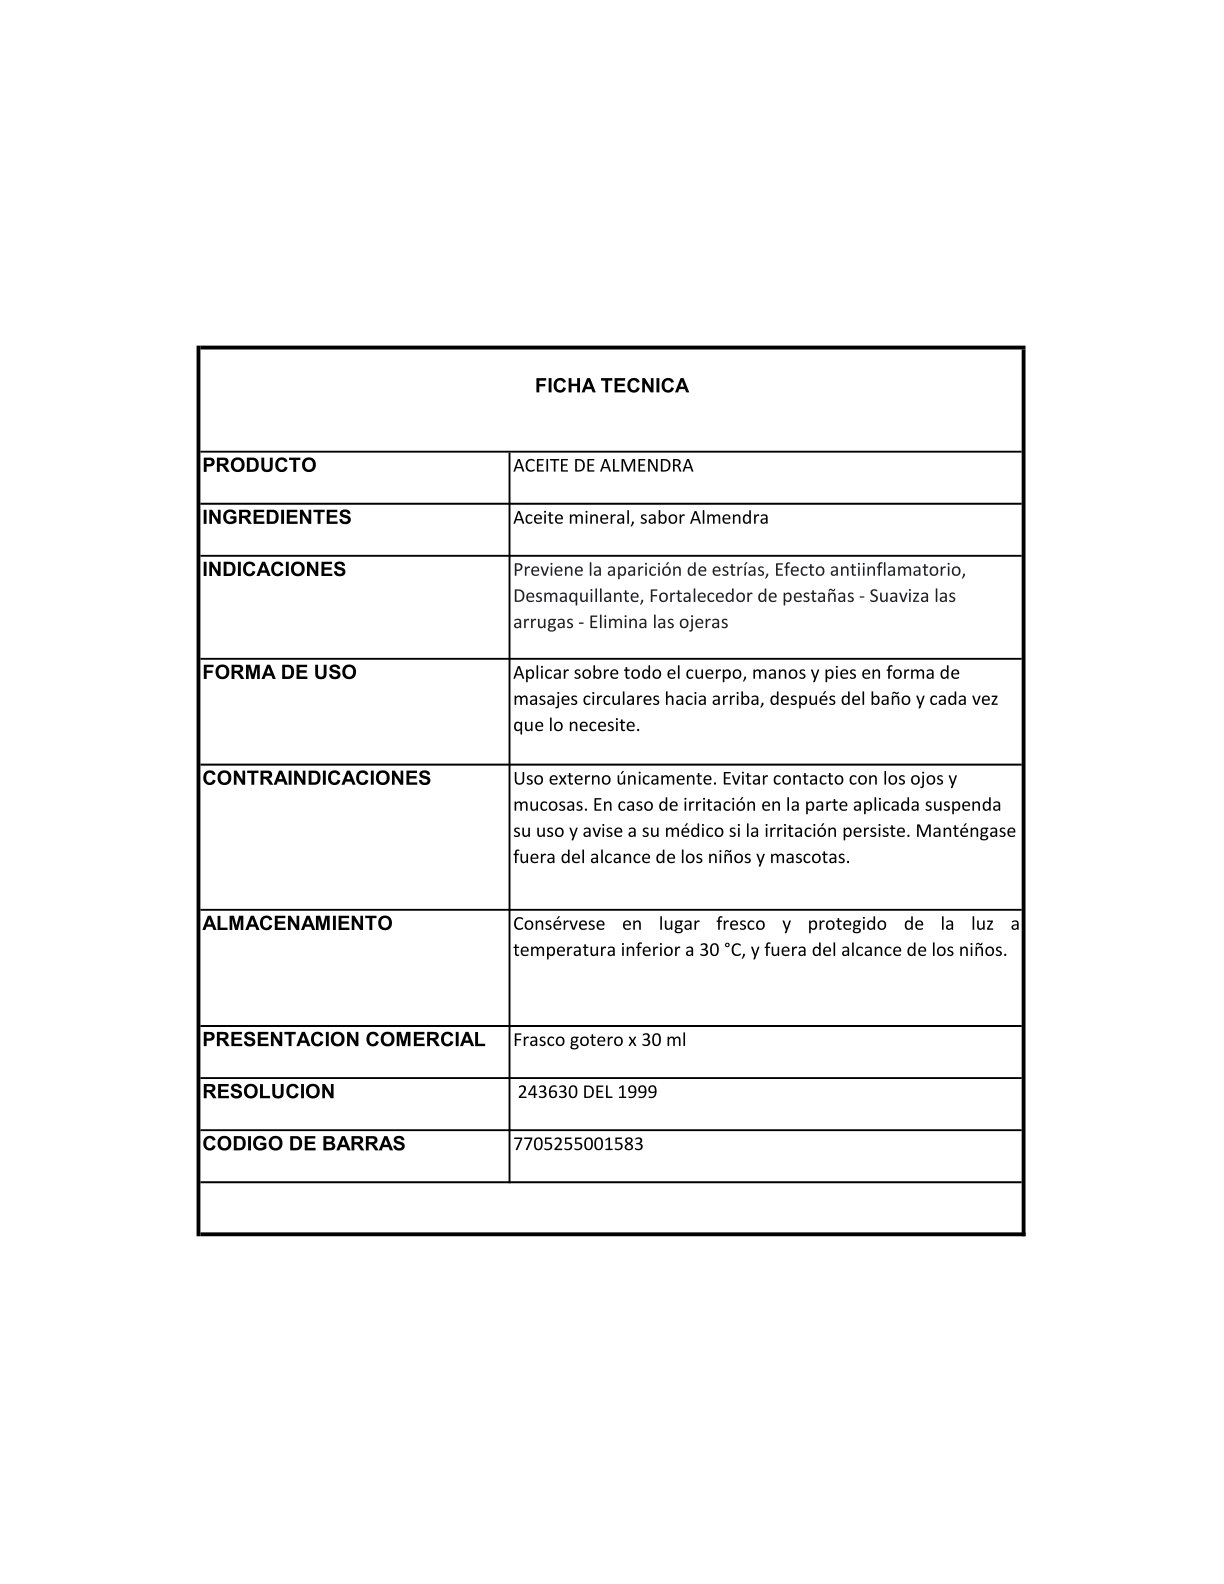 FICHA TECNICA
PRODUCTO
ACEITE DE ALMENDRA
INGREDIENTES
Aceite mineral, sabor Almendra
INDICACIONES
Previene la aparición de estrías, Efecto antiinflamatorio,
Desmaquillante, Fortalecedor de pestañas - Suaviza las
arrugas - Elimina las ojeras
FORMA DE USO
Aplicar sobre todo el cuerpo, manos y pies en forma de
masajes circulares hacia arriba, después del baño y cada vez
que lo necesite.
CONTRAINDICACIONES
Uso externo únicamente. Evitar contacto con los ojos y
mucosas. En caso de irritación en la parte aplicada suspenda
su uso y avise a su médico si la irritación persiste. Manténgase
fuera del alcance de los niños y mascotas.
ALMACENAMIENTO
Consérvese en lugar fresco y protegido de la luz a
temperatura inferior a 30 °C, y fuera del alcance de los niños.
PRESENTACION COMERCIAL
Frasco gotero x 30 ml
RESOLUCION
243630 DEL 1999
CODIGO DE BARRAS
7705255001583